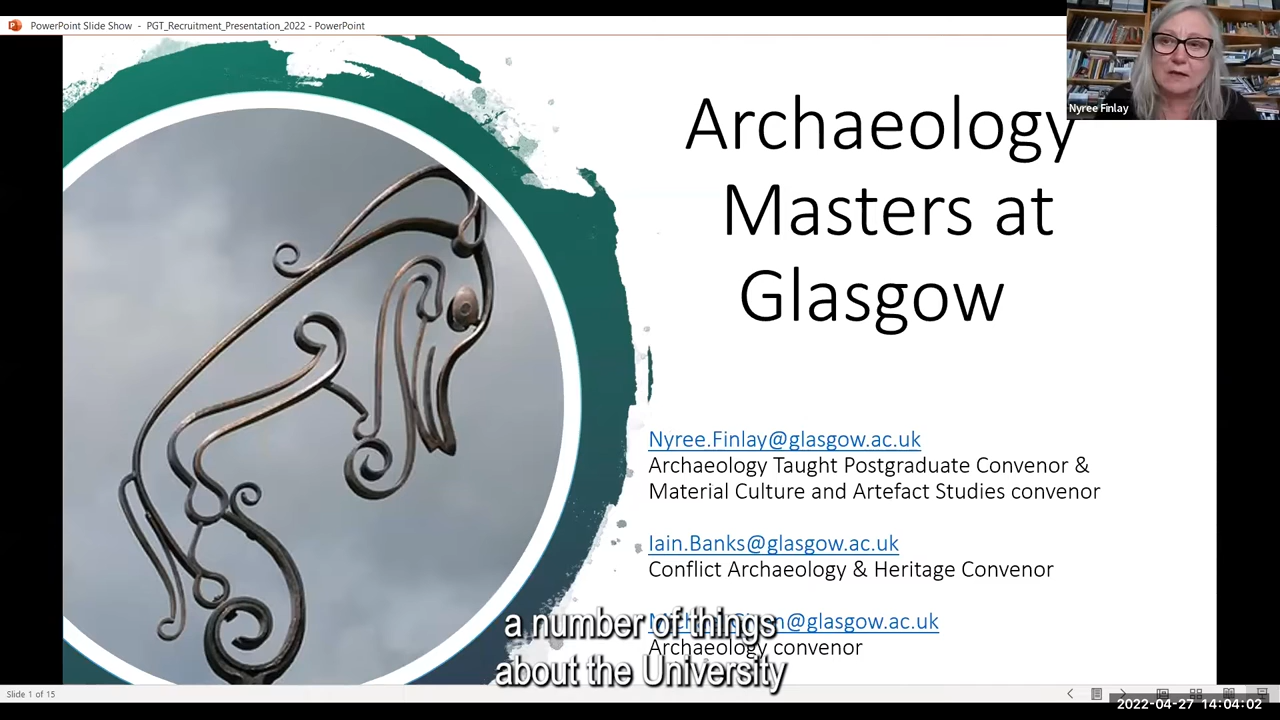 PowerPoint Slide Show - PGT_Recruitment_Presentation_2022 - PowerPoint
Nyree Finlay
Archaeology
Masters at
Glasgow
Nyree.Finlay@glasgow.ac.uk
Archaeology Taught Postgraduate Convenor &
Material Culture and Artefact Studies convenor
Iain.Banks@glasgow.ac.uk
Conflict Archaeology & Heritage Convenor
@glasgow.ac.uk
Archaeology convenor
a number of things
about the University
Slide 1 of 15
2022-04-27 14:04:02